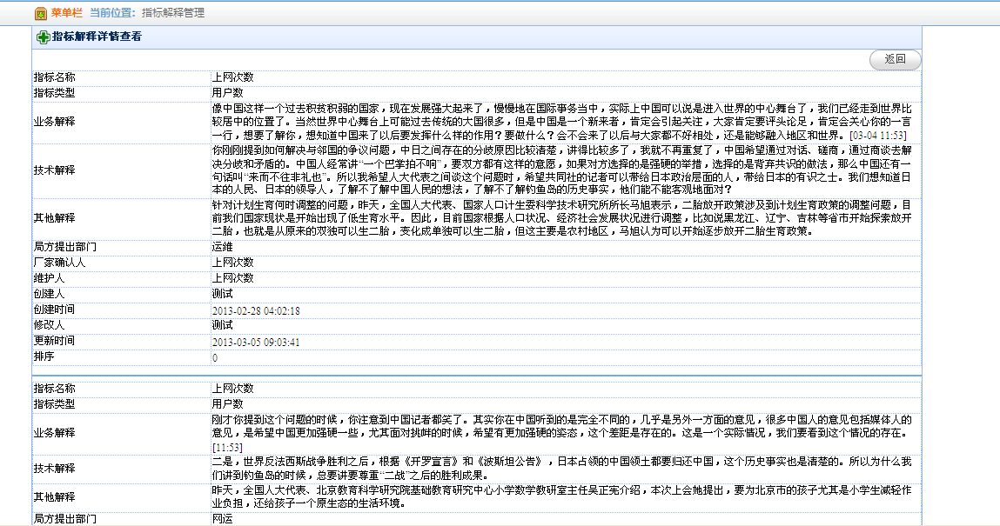 菜单栏 当前位置：指标解释管理
指标解释详情查看
返回
指标名称 上网次数
指标类型 用户数
业务解释 像中国这样一个过去积贫积弱的国家，现在发展强大起来了，慢慢地在国际事务当中，实际上中国可以说是进入世界的中心舞台了，我们已经走到世界比
较居中的位置了。当然世界中心舞台上可能过去传统的大国很多，但是中国是一个新来者，肯定会引起关注，大家肯定要评头论足，肯定会关心你的一言
一行，想要了解你，想知道中国来了以后要发挥什么样的作用？要做什么？会不会来了以后与大家都不好相处，还是能够融入地区和世界。[03-04 11:53]
技术解释 你刚刚提到如何解决与邻国的争议问题，中日之间存在的分歧原因比较清楚，讲得比较多了，我就不再重复了，中国希望通过对话、磋商，通过商谈去解
决分歧和矛盾的。中国人经常讲“一个巴掌拍不响”，要双方都有这样的意愿，如果对方选择的是强硬的举措，选择的是背弃共识的做法，那么中国还有一
句话叫“来而不往非礼也”。所以我希望人大代表之间谈这个问题时，希望共同社的记者可以带给日本政治层面的人，带给日本的有识之士。我们想知道日
本的人民、日本的领导人，了解不了解中国人民的想法，了解不了解钓鱼岛的历史事实，他们能不能客观地面对？
其他解释 针对计划生育何时调整的问题，昨天，全国人大代表、国家人口计生委科学技术研究所所长马旭表示，二胎放开政策涉及到计划生育政策的调整问题，目
前我们国家现状是开始出现了低生育水平。因此，目前国家根据人口状况、经济社会发展状况进行调整，比如说黑龙江、辽宁、吉林等省市开始探索放开
二胎，也就是从原来的双独可以生二胎，变化成单独可以生二胎，但这主要是农村地区，马旭认为可以开始逐步放开二胎生育政策。
局方提出部门 运维
厂家确认人 上网次数
维护人 上网次数
创建人 测试
创建时间 2013-02-28 04:02:18
修改人 测试
更新时间 2013-03-05 09:03:41
排序 0
指标名称 上网次数
指标类型 用户数
业务解释 刚才你提到这个问题的时候，你注意到中国记者都笑了。其实你在中国听到的是完全不同的，几乎是另外一方面的意见，很多中国人的意见包括媒体人的
意见，是希望中国更加强硬一些，尤其面对挑衅的时候，希望有更加强硬的姿态，这个差距是存在的。这是一个实际情况，我们要看到这个情况的存在。
[11:53]
技术解释 二是，世界反法西斯战争胜利之后，根据《开罗宣言》和《波斯坦公告》，日本占领的中国领土都要归还中国，这个历史事实也是清楚的。所以为什么我
们讲到钓鱼岛的时候，总要讲要尊重“二战”之后的胜利成果。
其他解释 昨天，全国人大代表、北京教育科学研究院基础教育研究中心小学数学教研室主任吴正宪介绍，本次上会她提出，要为北京市的孩子尤其是小学生减轻作
业负担，还给孩子一个原生态的生活环境。
局方提出部门 网运